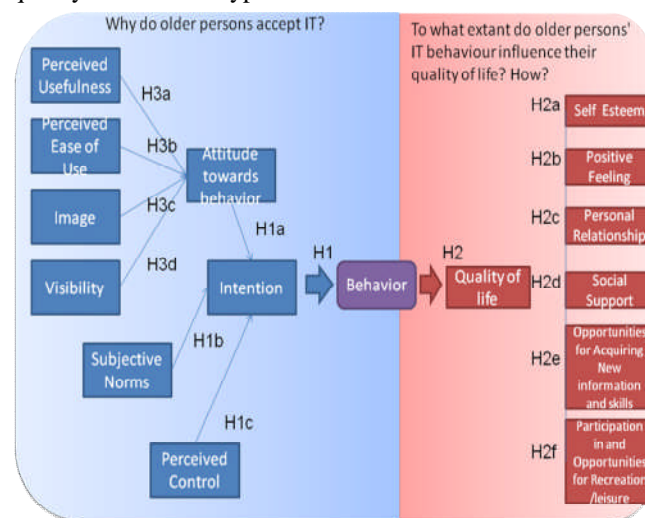 Why do older persons accept IT?
To what extant do older persons'
IT behaviour influence their
quality of life? How?
Perceived
Usefulness
H3a
Perceived
Ease of
Use
H3b
Attitude
towards
behavior
Image
H3c
H1a
Visibility
H3d
Intention
H1
Behavior
H2
Quality of
life
Subjective
Norms
H1b
Perceived
Control
H1c
H2a
Self Esteem
H2b
Positive
Feeling
H2c
Personal
Relationship
H2d
Social
Support
H2e
Opportunities
for Acquiring
New
information
and skills
H2f
Participation
in and
Opportunities
for Recreation
/leisure